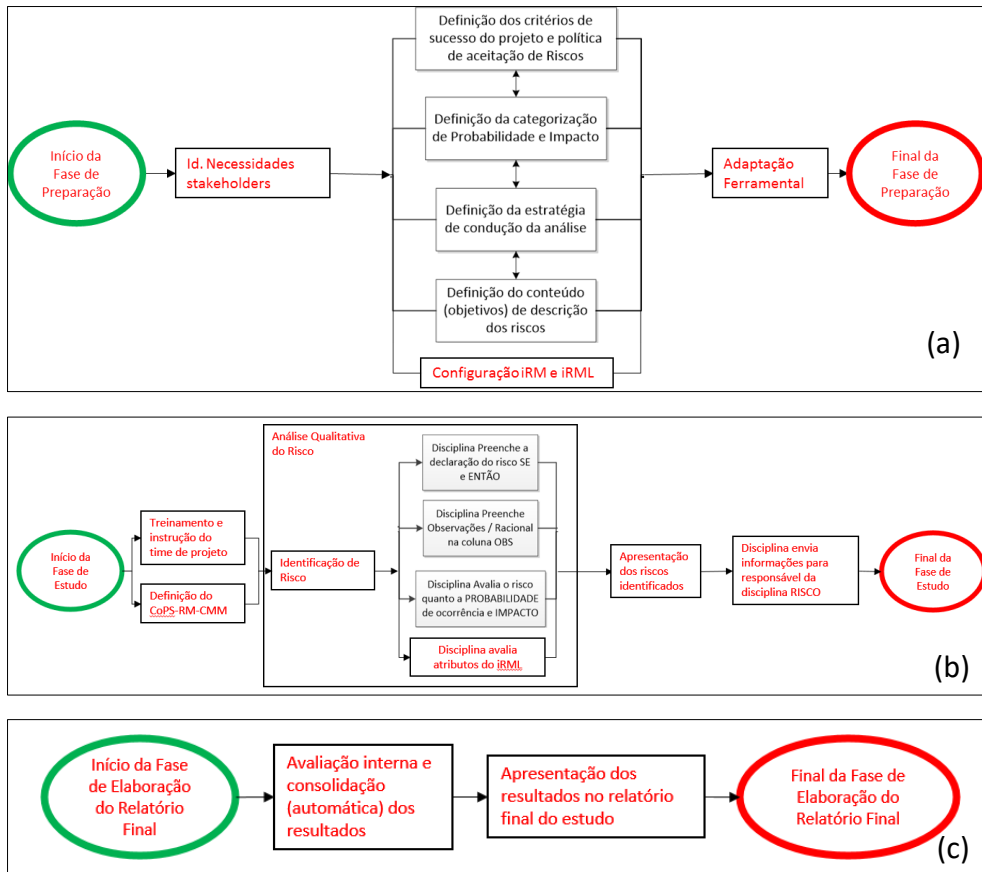 Início da
Fase de
Preparação
Id. Necessidades
stakeholders
Definição dos critérios de
sucesso do projeto e política
de aceitação de Riscos
Definição da categorização
de Probabilidade e Impacto
Definição da estratégia
de condução da análise
Definição do conteúdo
(objetivos) de descrição
dos riscos
Configuração iRM e iRML
Adaptação
Ferramental
Final da
Fase de
Preparação
(a)
Início da
Fase de
Estudo
Treinamento e
instrução do
time de projeto
Definição do
CoPS-RM-CMM
Análise Qualitativa
do Risco
Identificação de
Risco
Disciplina Preenche a
declaração do risco SE
e ENTÃO
Disciplina Preenche
Observações / Racional
na coluna OBS
Disciplina Avalia o risco
quanto a PROBABILIDADE
de ocorrência e IMPACTO
Disciplina avalia
atributos do iRML
Apresentação
dos riscos
identificados
Disciplina envia
informações para
responsável da
disciplina RISCO
Final da
Fase de
Estudo
(b)
Início da Fase
de Elaboração
do Relatório
Final
Avaliação interna e
consolidação
(automática) dos
resultados
Apresentação dos
resultados no relatório
final do estudo
Final da Fase de
Elaboração do
Relatório Final
(c)